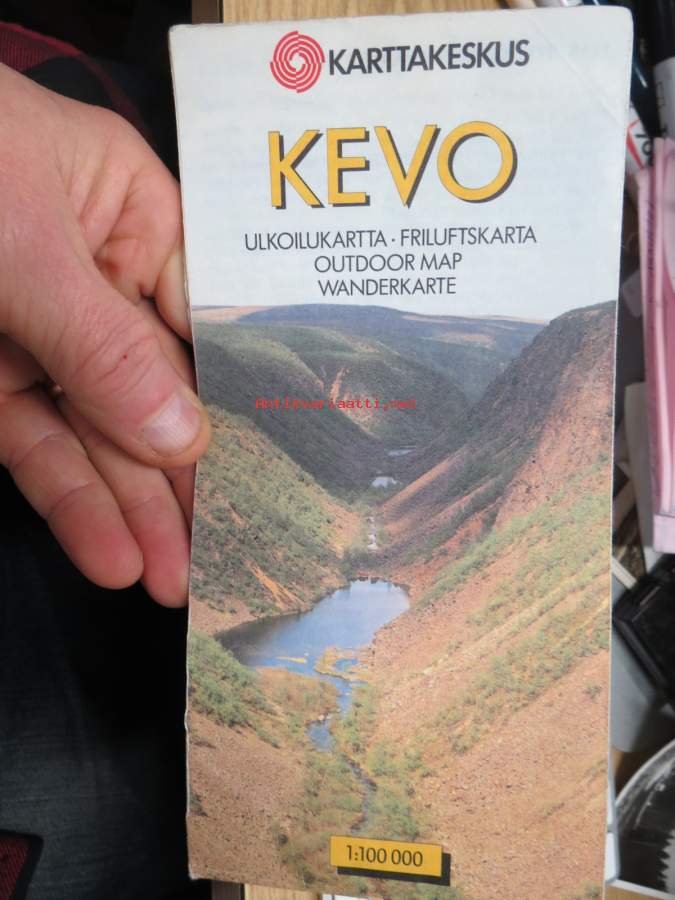 KARTTAKESKUS
KEVO
ULKOILUKARTTA · FRILUFTSKARTA
OUTDOOR MAP
WANDERKARTE
Antikvariaatti.net
1:100 000